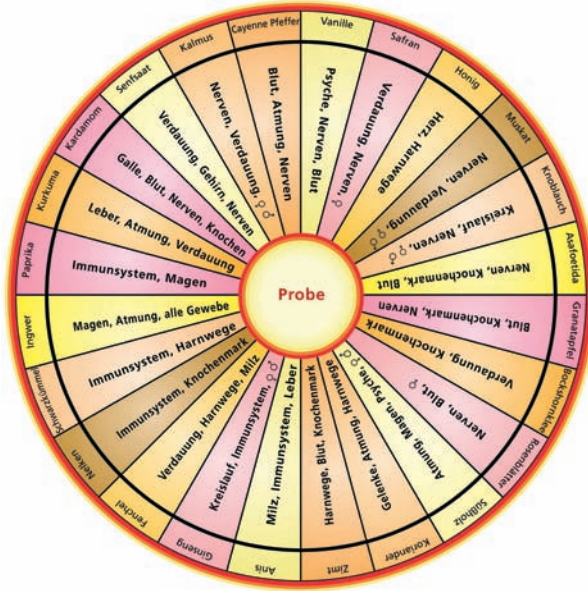 Probe
Vanille
Psyche, Nerven, Blut
Safran
Verdauung, Nerven, ♀
Honig
Herz, Harnwege
Muskat
Nerven, Verdauung, ♀♀
Knoblauch
Kreislauf, Nerven, ♀♂
Asafoetida
Nerven, Knochenmark, Blut
Granatapfel
Blut, Knochenmark, Nerven
Bockshornklee
Verdauung, Knochenmark
Rosenblätter
Nerven, Blut, ♀
Süßholz
Atmung, Magen, Psyche, ♀♂
Koriander
Gelenke, Atmung, Harnwege
Zimt
Harnwege, Blut, Knochenmark
Anis
Milz, Immunsystem, Leber
Ginseng
Kreislauf, Immunsystem, ♀♂
Fenchel
Verdauung, Harnwege, Milz
Nelken
Immunsystem, Knochenmark
Schwarzkümmel
Immunsystem, Harnwege
Ingwer
Magen, Atmung, alle Gewebe
Paprika
Immunsystem, Magen
Kurkuma
Leber, Atmung, Verdauung
Kardamom
Galle, Blut, Nerven, Knochen
Senfsaat
Verdauung, Gehirn, Nerven
Kalmus
Nerven, Verdauung, ♀♂
Cayenne Pfeffer
Blut, Atmung, Nerven